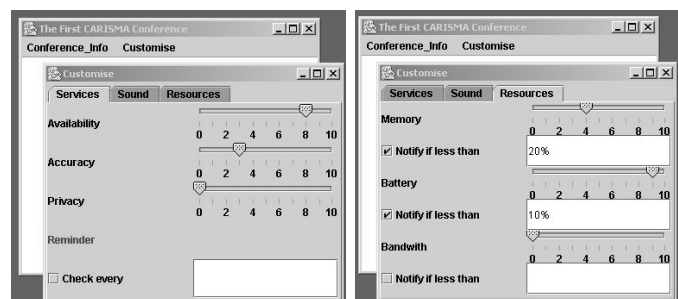 The First CARISMA Conference
Conference_Info Customise
Customise
Services Sound Resources
Availability
0 2 4 6 8 10
Accuracy
0 2 4 6 8 10
Privacy
0 2 4 6 8 10
Reminder
Check every
The First CARISMA Conference
Conference_Info Customise
Customise
Services Sound Resources
Memory
0 2 4 6 8 10
Notify if less than 20%
Battery
0 2 4 6 8 10
Notify if less than 10%
Bandwith
0 2 4 6 8 10
Notify if less than